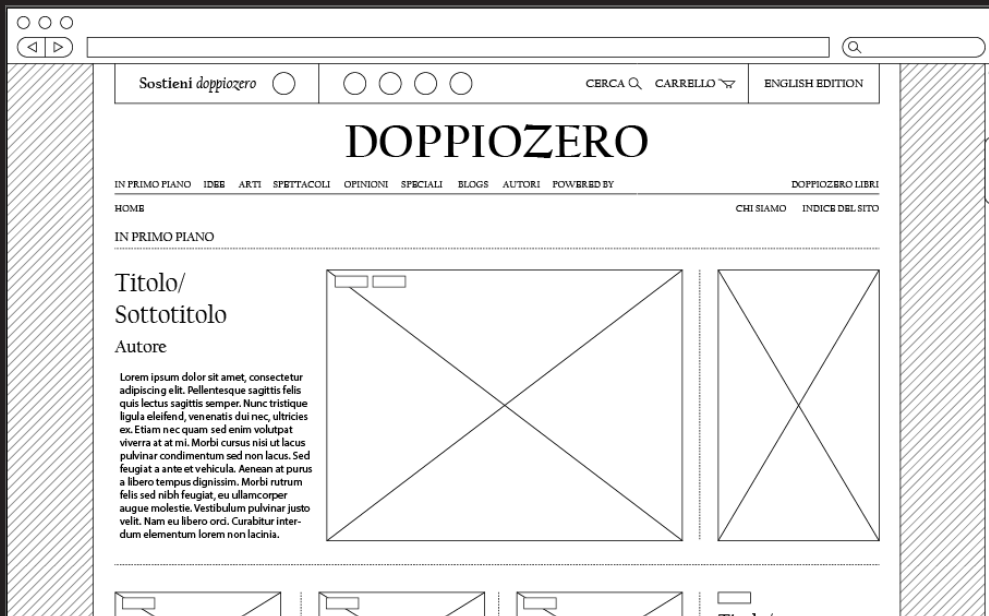 Sostieni doppiozero
CERCA CARRELLO ENGLISH EDITION
DOPPIOZERO
IN PRIMO PIANO IDEE ARTI SPETTACOLI OPINIONI SPECIALI BLOGS AUTORI POWERED BY DOPPIOZERO LIBRI
HOME CHI SIAMO INDICE DEL SITO
IN PRIMO PIANO
Titolo/
Sottotitolo
Autore
Lorem ipsum dolor sit amet, consectetur
adipiscing elit. Pellentesque sagittis felis
quis lectus sagittis semper. Nunc tristique
ligula eleifend, venenatis dui nec, ultricies
ex. Etiam nec quam sed enim volutpat
viverra at at mi. Morbi cursus nisi ut lacus
pulvinar condimentum sed non lacus. Sed
feugiat a ante et vehicula. Aenean at purus
a libero tempus dignissim. Morbi rutrum
felis sed nibh feugiat, eu ullamcorper
augue molestie. Vestibulum pulvinar justo
velit. Nam eu libero orci. Curabitur inter-
dum elementum lorem non lacinia.